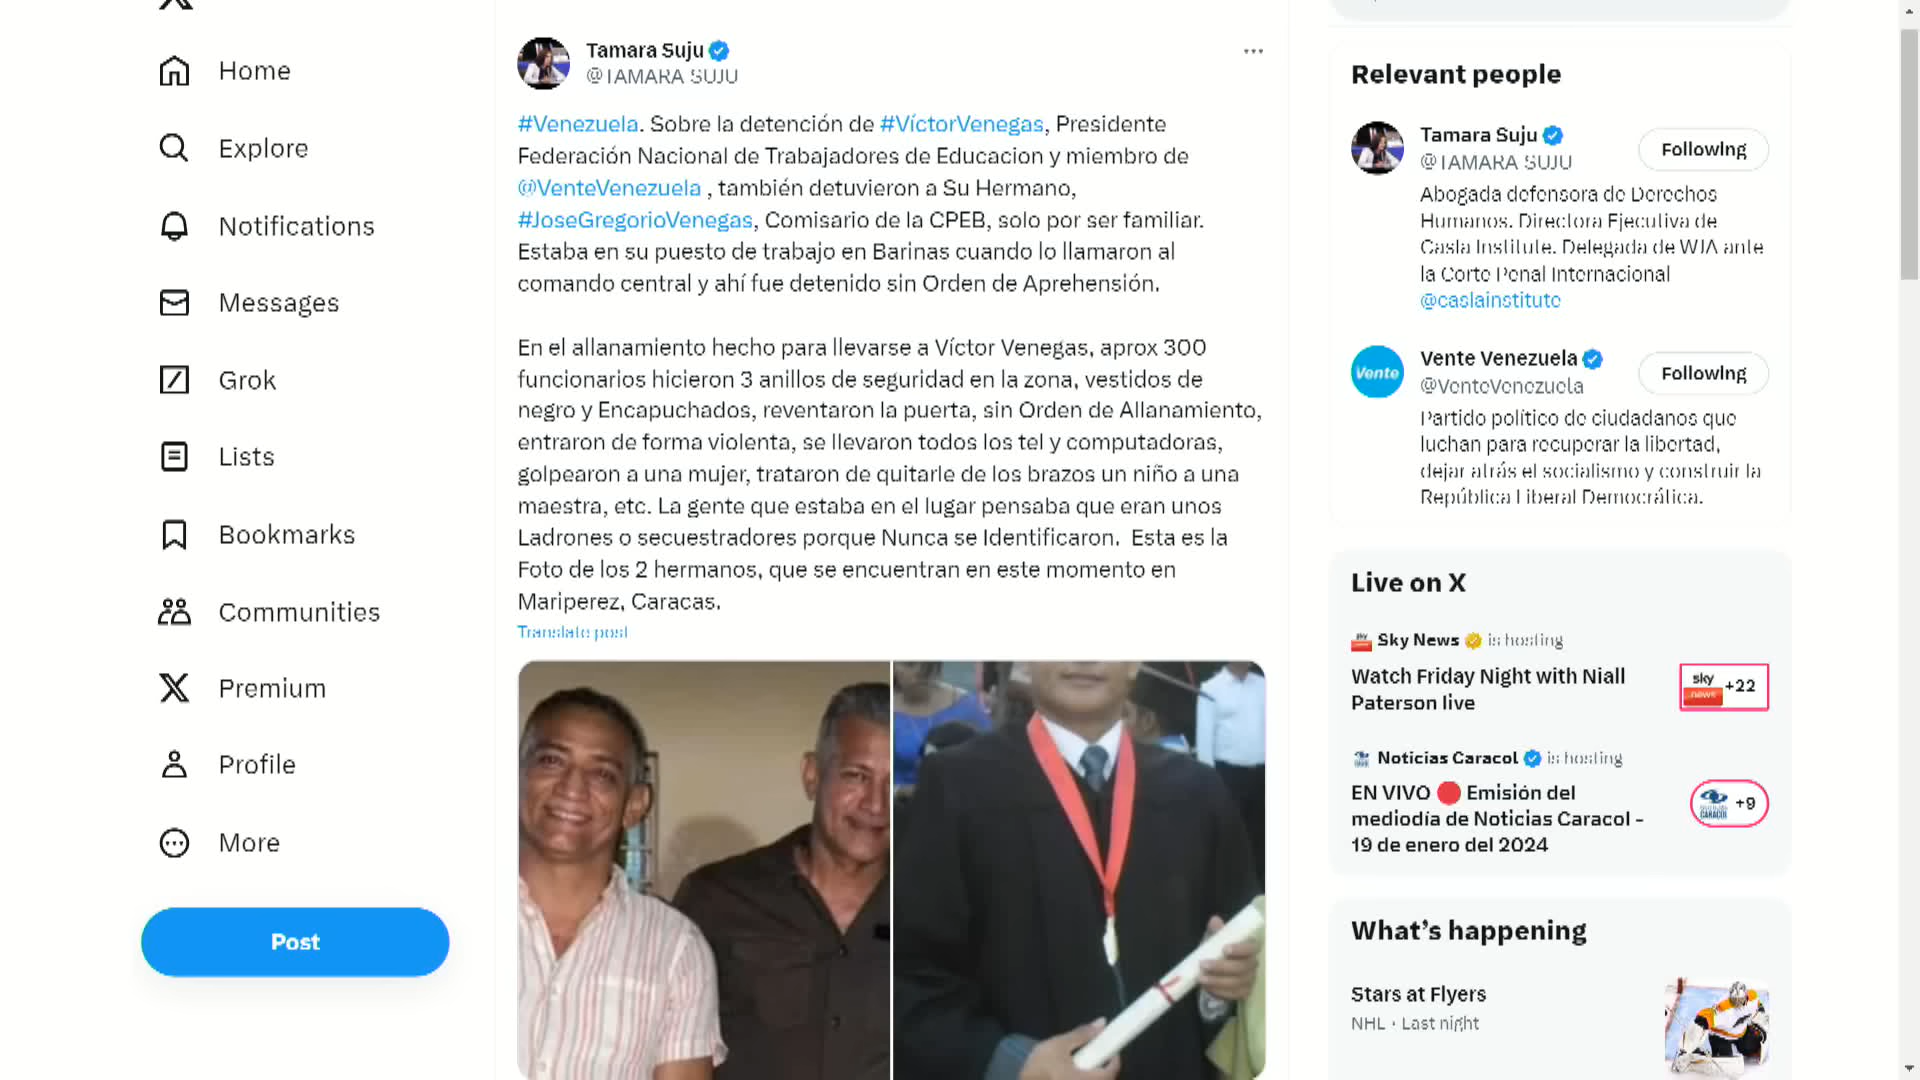 Home
Explore
Notifications
Messages
Grok
Lists
Bookmarks
Communities
Premium
Profile
More
Post
Tamara Suju
@TAMARA SUJU
#Venezuela. Sobre la detención de #VíctorVenegas, Presidente
Federación Nacional de Trabajadores de Educacion y miembro de
@VenteVenezuela , también detuvieron a Su Hermano,
#JoseGregorioVenegas, Comisario de la CPEB, solo por ser familiar.
Estaba en su puesto de trabajo en Barinas cuando lo llamaron al
comando central y ahí fue detenido sin Orden de Aprehensión.
En el allanamiento hecho para llevarse a Víctor Venegas, aprox 300
funcionarios hicieron 3 anillos de seguridad en la zona, vestidos de
negro y Encapuchados, reventaron la puerta, sin Orden de Allanamiento,
entraron de forma violenta, se llevaron todos los tel y computadoras,
golpearon a una mujer, trataron de quitarle de los brazos un niño a una
maestra, etc. La gente que estaba en el lugar pensaba que eran unos
Ladrones o secuestradores porque Nunca se Identificaron. Esta es la
Foto de los 2 hermanos, que se encuentran en este momento en
Mariperez, Caracas.
Translate post
Relevant people
Tamara Suju
Following
@TAMARA SUJU
Abogada defensora de Derechos
Humanos. Directora Ejecutiva de
Casla Institute. Delegada de WJA ante
la Corte Penal Internacional
@caslainstitute
Vente Venezuela
Following
@VenteVenezuela
Vente
Partido político de ciudadanos que
luchan para recuperar la libertad,
dejar atrás el socialismo y construir la
República Liberal Democrática.
Live on X
Sky News is hosting
Watch Friday Night with Niall
Paterson live
sky news +22
Noticias Caracol is hosting
EN VIVO 🔴 Emisión del
mediodía de Noticias Caracol -
19 de enero del 2024
CARACOL +9
What's happening
Stars at Flyers
NHL · Last night